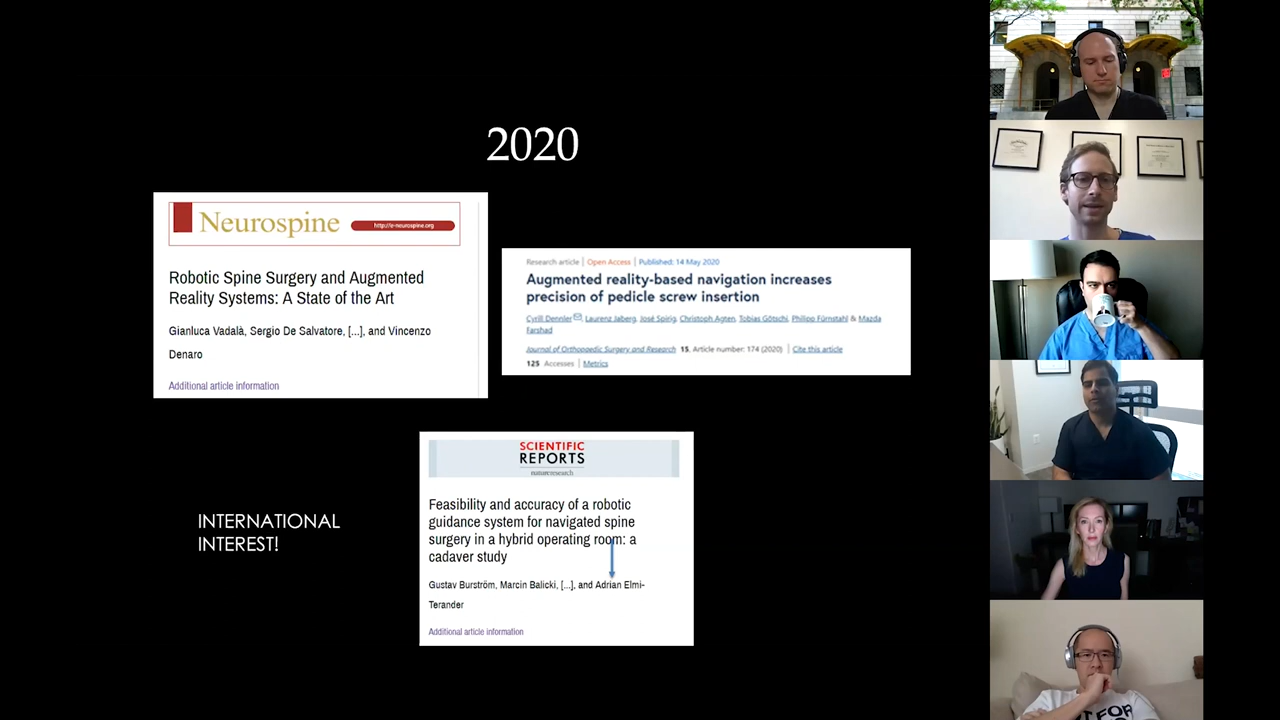 2020
Neurospine
http://e-neurospine.org
Robotic Spine Surgery and Augmented
Reality Systems: A State of the Art
Gianluca Vadalà, Sergio De Salvatore, [...], and Vincenzo
Denaro
Additional article information
Research article | Open Access | Published: 14 May 2020
Augmented reality-based navigation increases
precision of pedicle screw insertion
Cyrill Dennler, Laurenz Jaberg, José Spirig, Christoph Agten, Tobias Götschi, Philipp Fürnstahl & Mazda
Farshad
Journal of Orthopaedic Surgery and Research 15, Article number: 174 (2020) | Cite this article
125 Accesses | Metrics
SCIENTIFIC
REPORTS
natureresearch
Feasibility and accuracy of a robotic
guidance system for navigated spine
surgery in a hybrid operating room: a
cadaver study
Gustav Burström, Marcin Balicki, [...], and Adrian Elmi-
Terander
Additional article information
INTERNATIONAL
INTEREST!